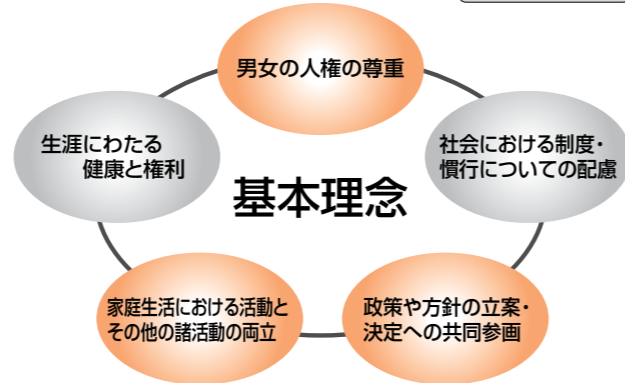 男女の人権の尊重
生涯にわたる
健康と権利
社会における制度・
慣行についての配慮
基本理念
家庭生活における活動と
その他の諸活動の両立
政策や方針の立案・
決定への共同参画